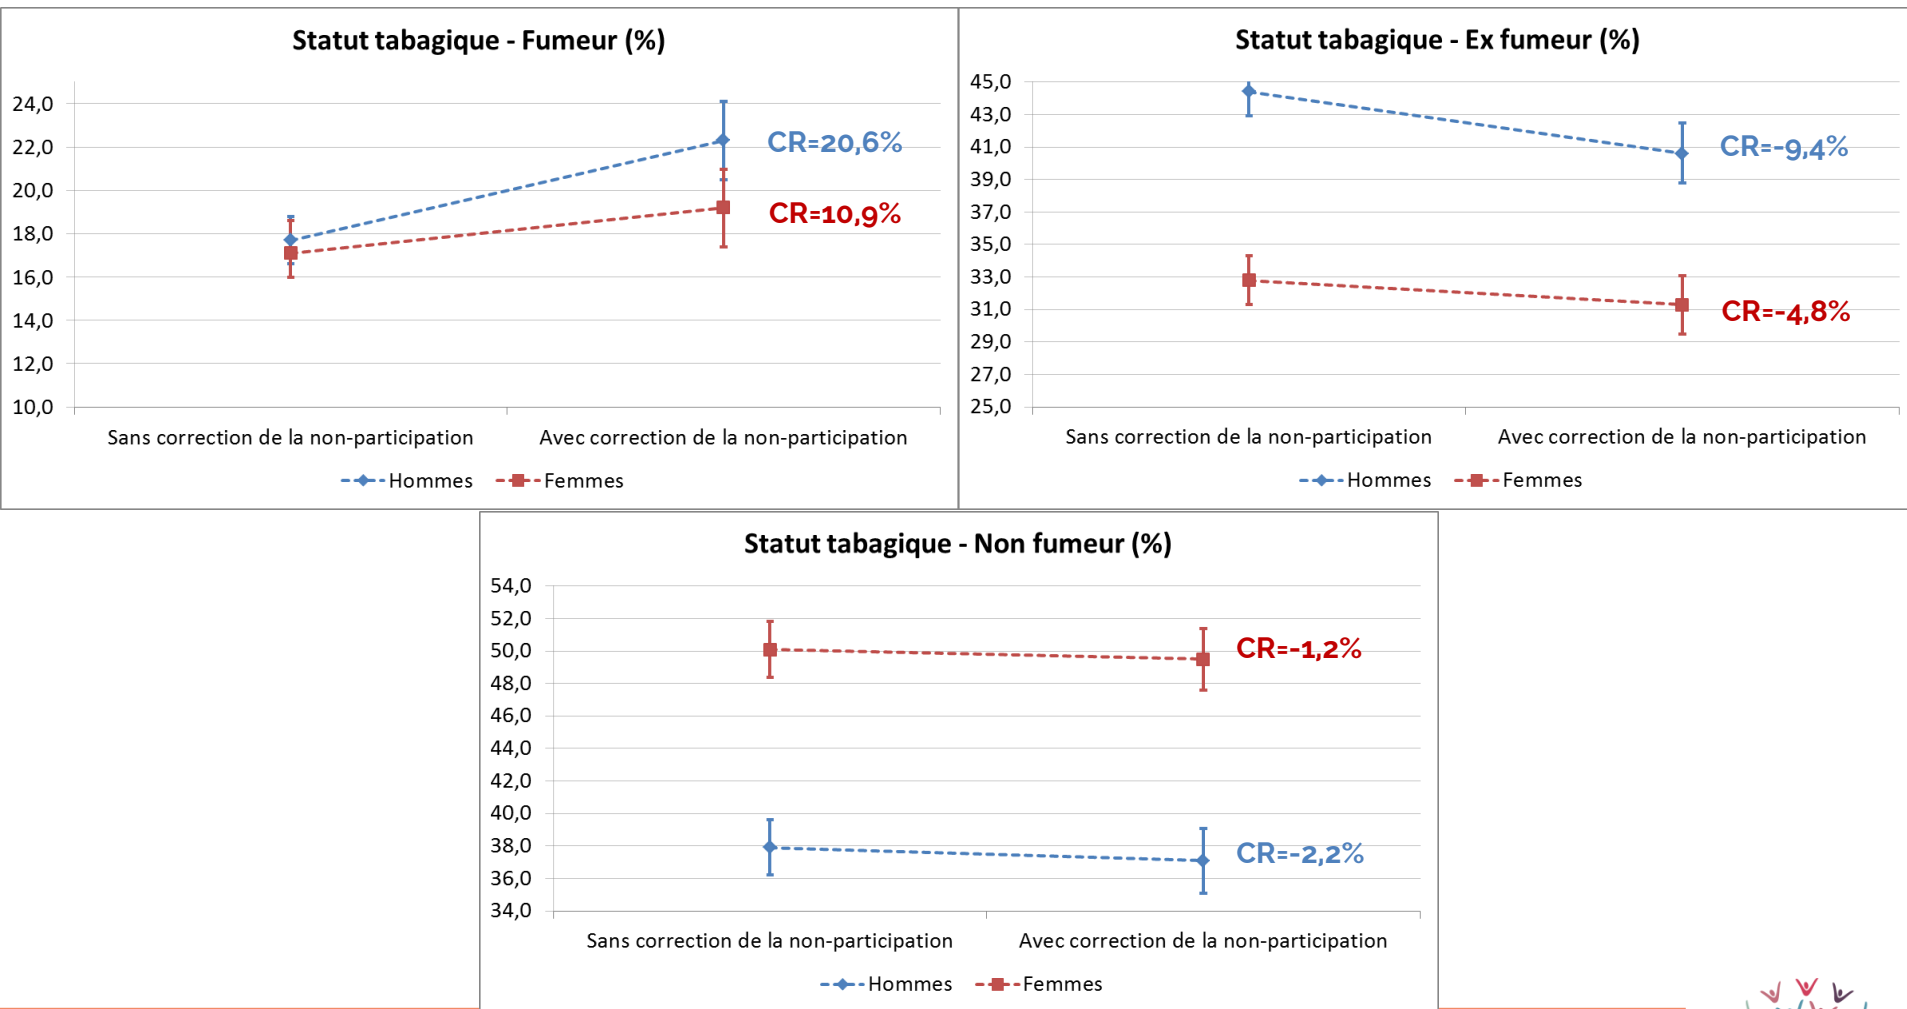 Statut tabagique - Fumeur (%)
24,0
22,0
20,0
18,0
16,0
14,0
12,0
10,0
CR=20,6%
CR=10,9%
Sans correction de la non-participation
Avec correction de la non-participation
Hommes
Femmes
Statut tabagique - Ex fumeur (%)
45,0
43,0
41,0
39,0
37,0
35,0
33,0
31,0
29,0
27,0
25,0
CR=-9,4%
CR=-4,8%
Sans correction de la non-participation
Avec correction de la non-participation
Hommes
Femmes
Statut tabagique - Non fumeur (%)
54,0
52,0
50,0
48,0
46,0
44,0
42,0
40,0
38,0
36,0
34,0
CR=-1,2%
CR=-2,2%
Sans correction de la non-participation
Avec correction de la non-participation
Hommes
Femmes